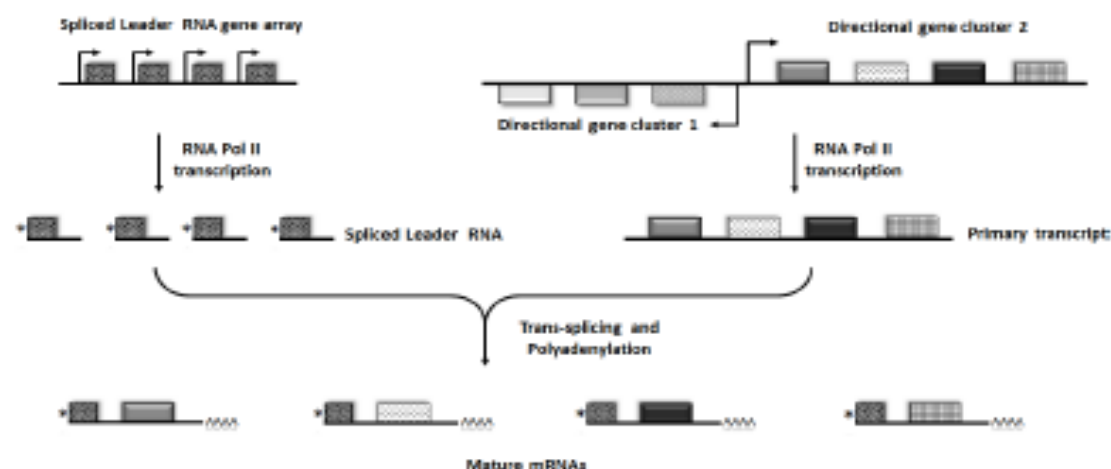 Spliced Leader RNA gene array
Directional gene cluster 2
Directional gene cluster 1
RNA Pol II
transcription
RNA Pol II
transcription
* * * *
Spliced Leader RNA
Primary transcript
Trans-splicing and
Polyadenylation
* * * *
Mature mRNAs